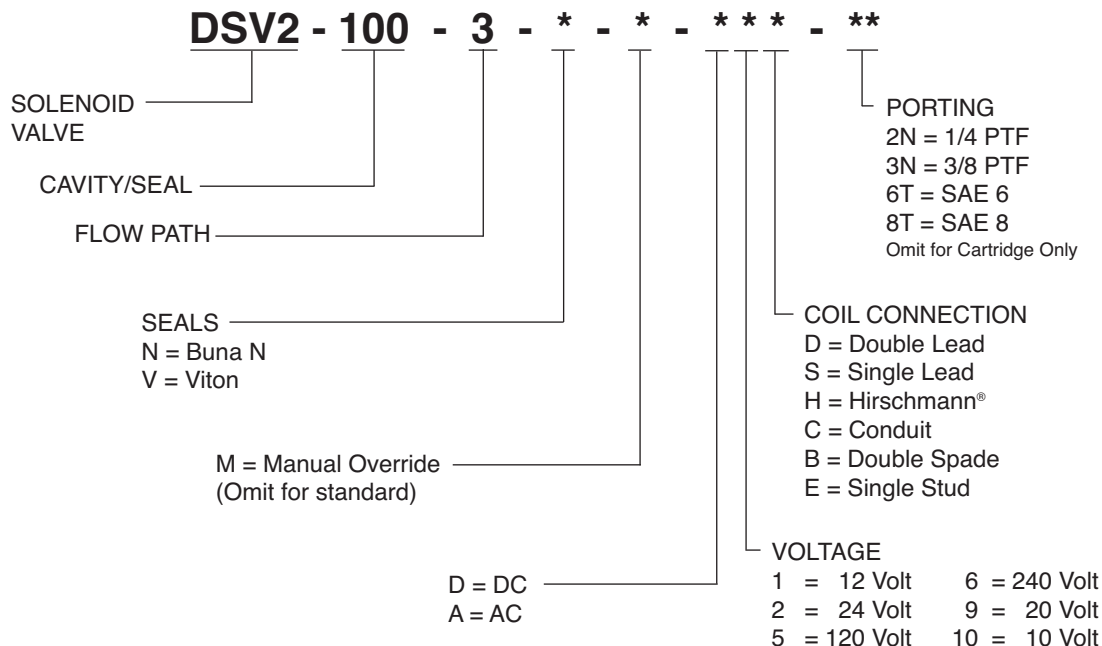 DSV2 - 100 - 3 - * - * - * * * - **
SOLENOID
VALVE
CAVITY/SEAL
FLOW PATH
SEALS
N = Buna N
V = Viton
M = Manual Override
(Omit for standard)
D = DC
A = AC
PORTING
2N = 1/4 PTF
3N = 3/8 PTF
6T = SAE 6
8T = SAE 8
Omit for Cartridge Only
COIL CONNECTION
D = Double Lead
S = Single Lead
H = Hirschmann®
C = Conduit
B = Double Spade
E = Single Stud
VOLTAGE
1 = 12 Volt 6 = 240 Volt
2 = 24 Volt 9 = 20 Volt
5 = 120 Volt 10 = 10 Volt